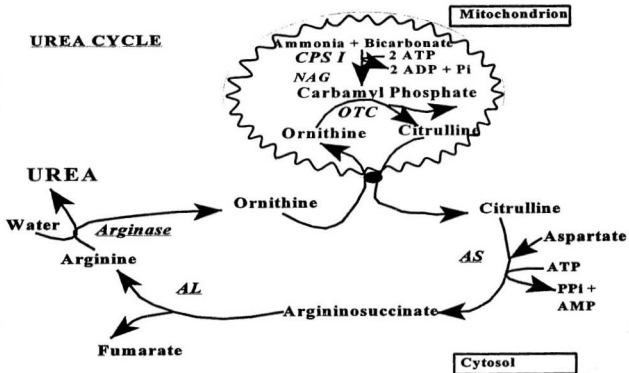 Mitochondrion
UREA CYCLE
Ammonia + Bicarbonate
CPS I
2 ATP
2 ADP + Pi
NAG
Carbamyl Phosphate
OTC
Ornithine
Citrulline
UREA
Ornithine
Citrulline
Water
Arginase
Aspartate
Arginine
AS
ATP
AL
PPi +
AMP
Argininosuccinate
Fumarate
Cytosol